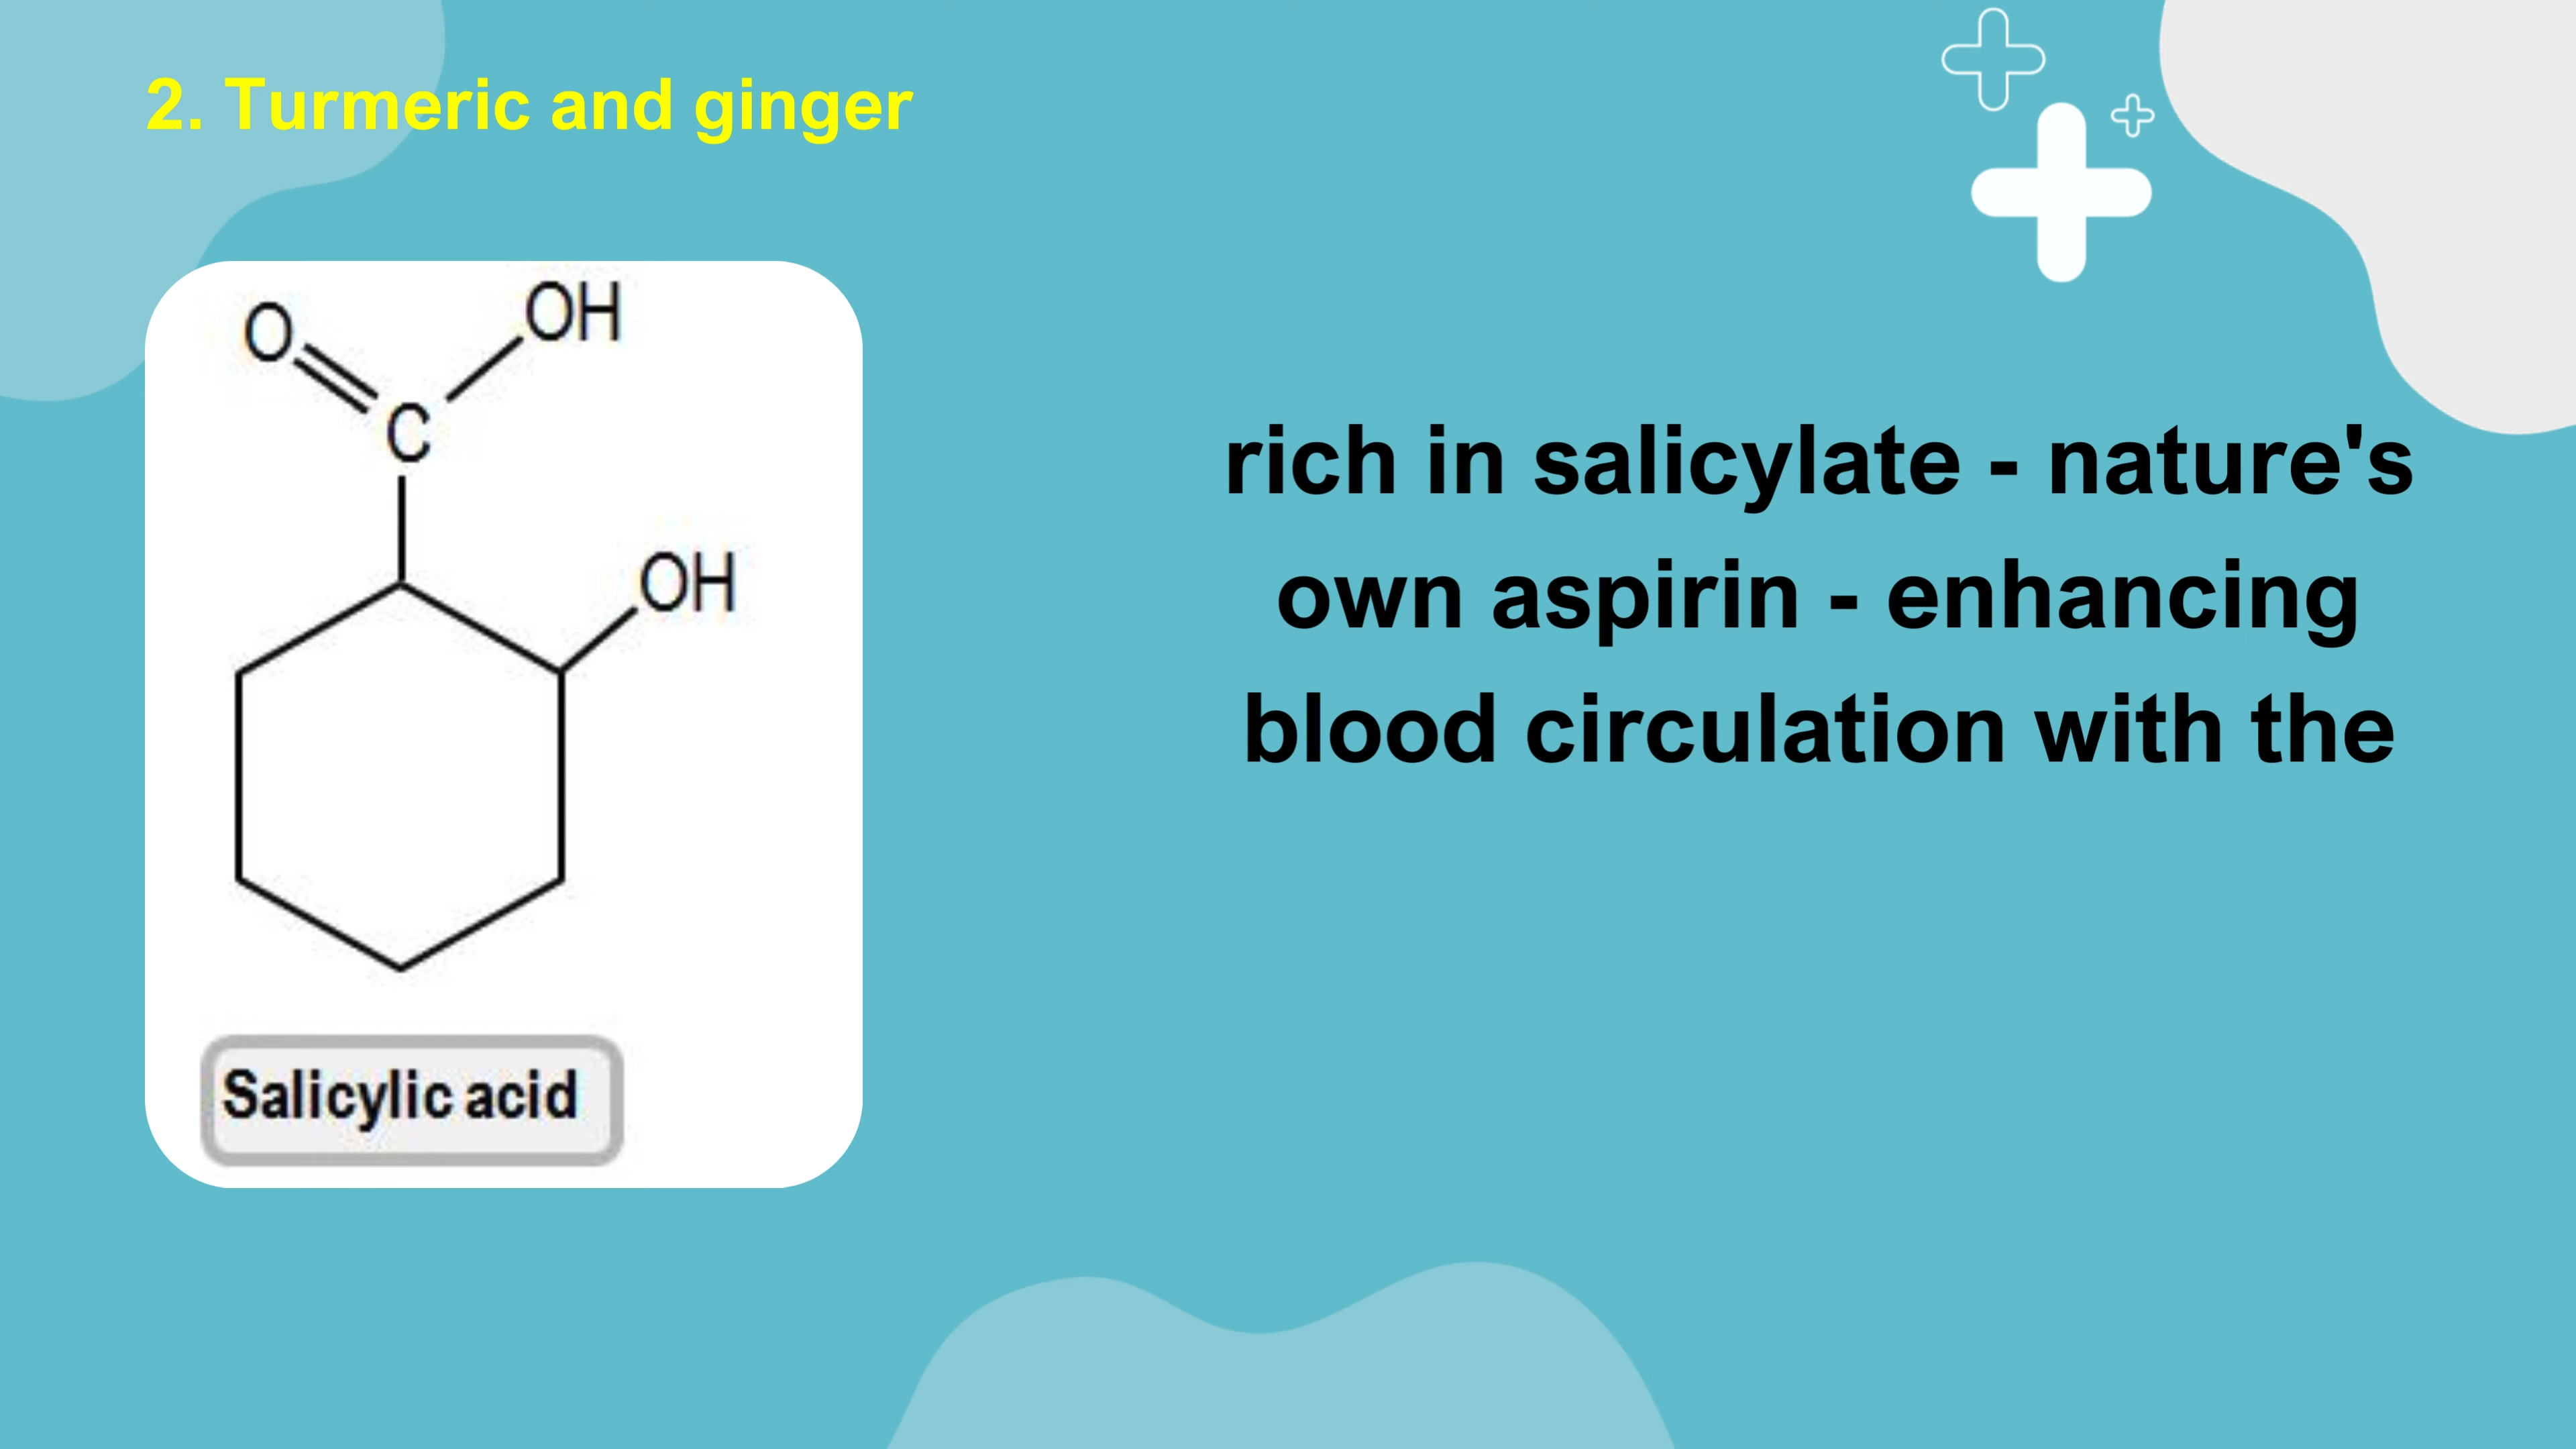 2. Turmeric and ginger
O
OH
C
OH
Salicylic acid
rich in salicylate - nature's
own aspirin - enhancing
blood circulation with the